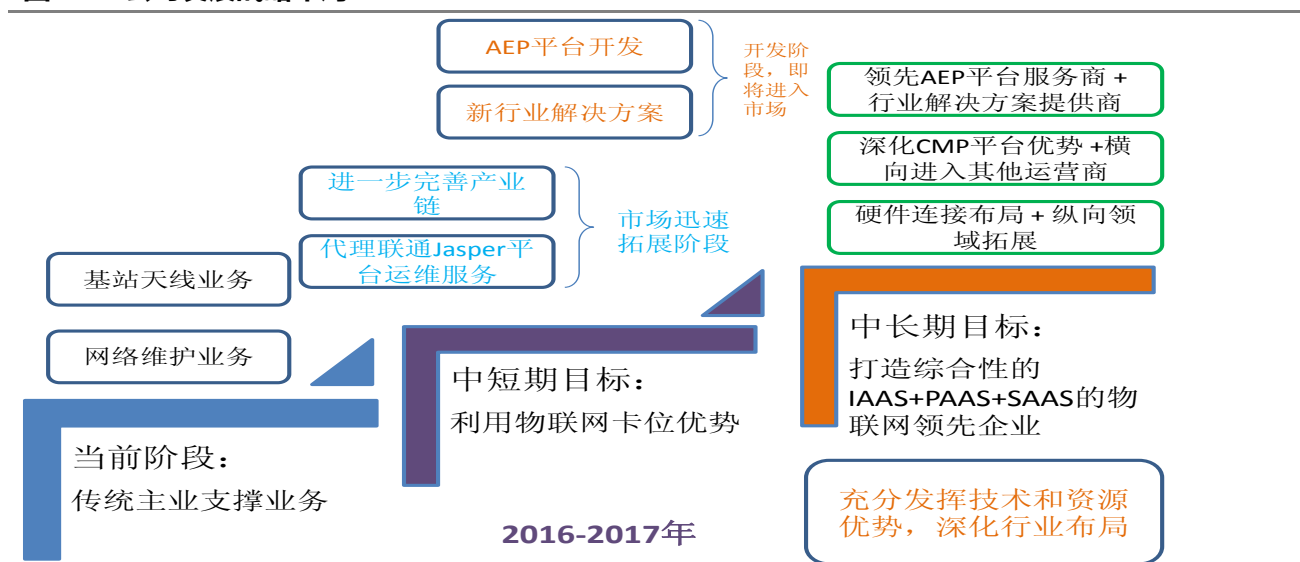 AEP平台开发
新行业解决方案
开发阶
段，即
将进入
市场
领先AEP平台服务商 +
行业解决方案提供商
深化CMP平台优势 +横
向进入其他运营商
硬件连接布局 + 纵向领
域拓展
进一步完善产业
链
代理联通Jasper平
台运维服务
市场迅速
拓展阶段
基站天线业务
网络维护业务
当前阶段：
传统主业支撑业务
中短期目标：
利用物联网卡位优势
2016-2017年
中长期目标：
打造综合性的
IAAS+PAAS+SAAS的物
联网领先企业
充分发挥技术和资源
优势，深化行业布局